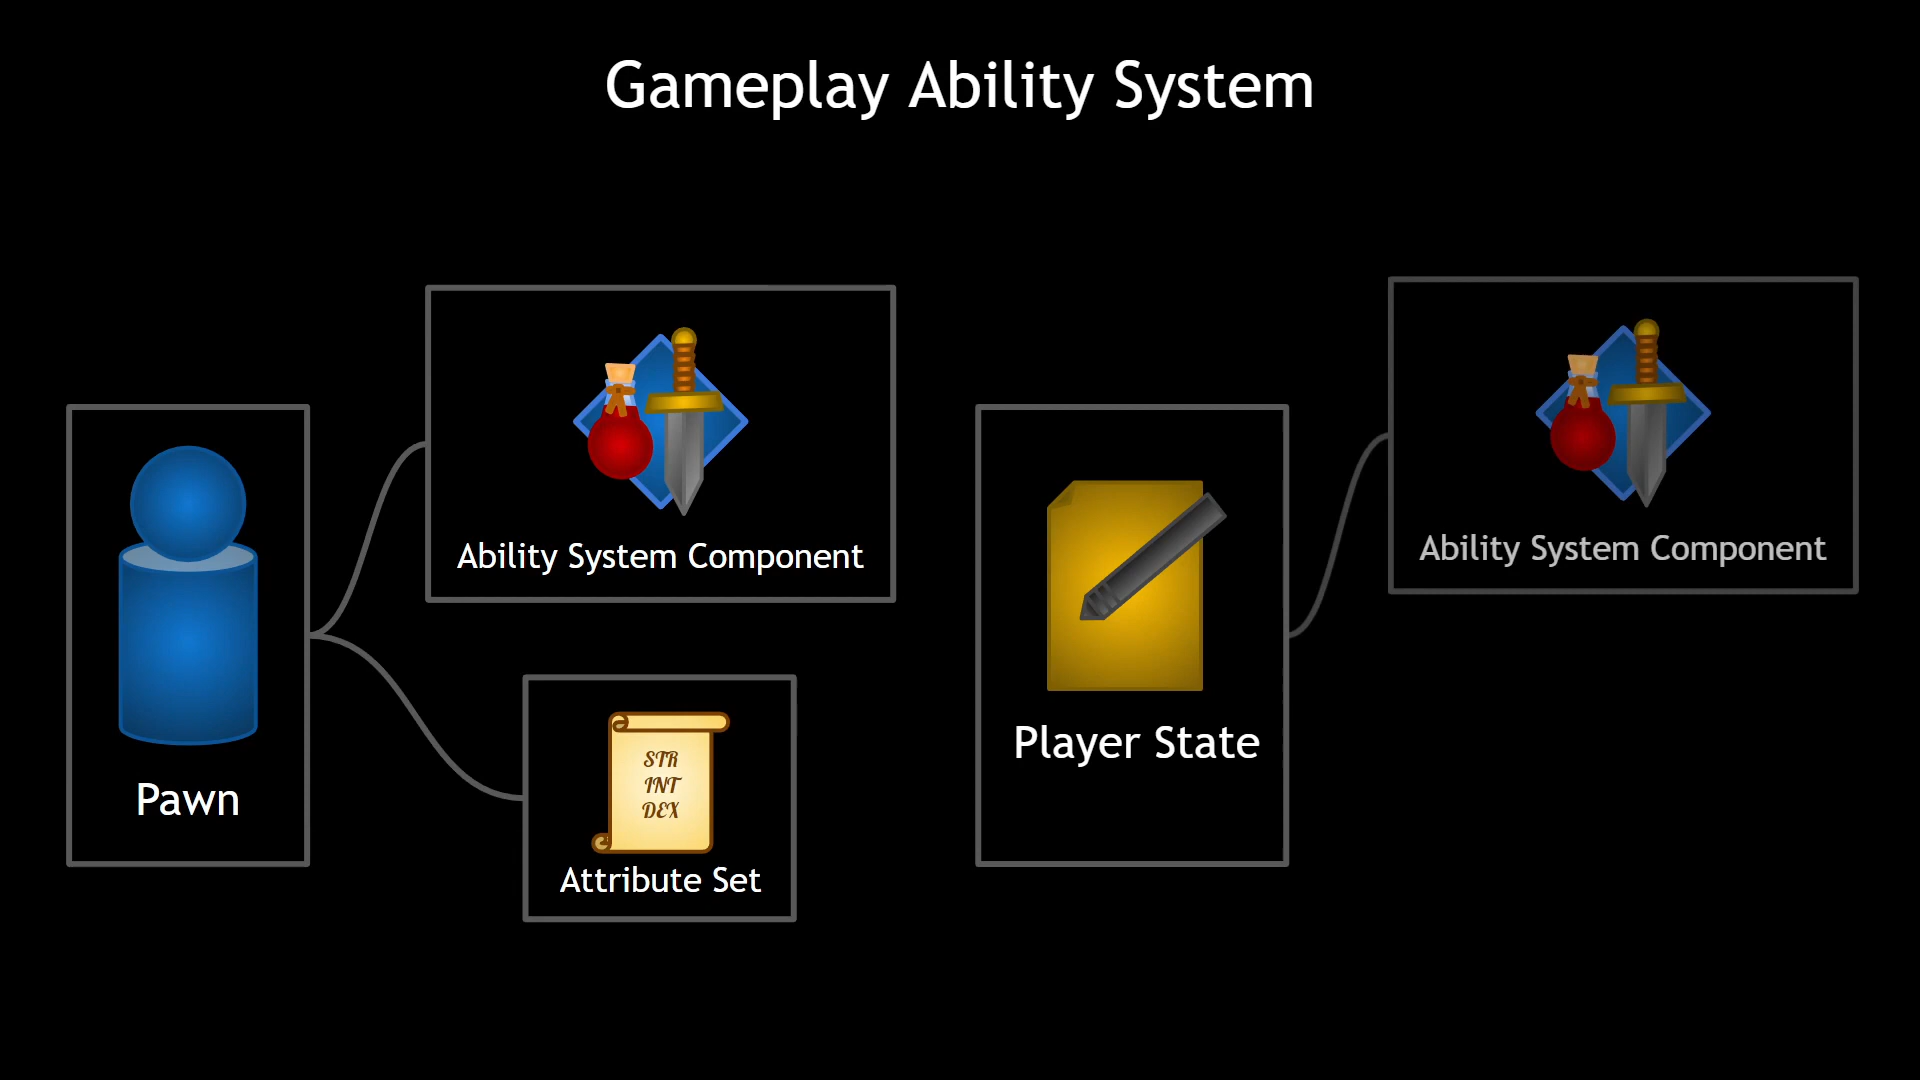 Gameplay Ability System
Pawn
Ability System Component
STR
INT
DEX
Attribute Set
Player State
Ability System Component